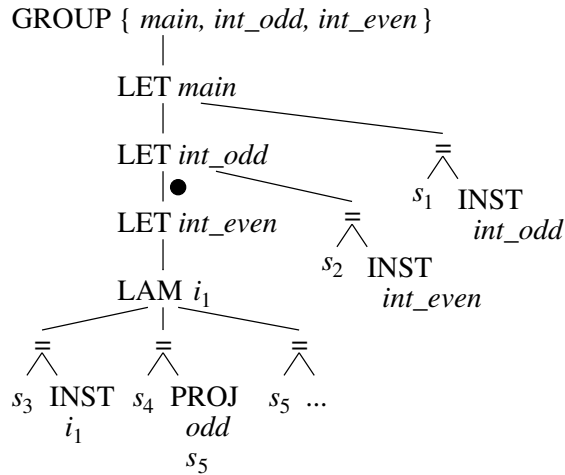 GROUP { main, int_odd, int_even }
LET main
LET int_odd
=
s1 INST
int_odd
LET int_even
=
s2 INST
int_even
LAM i1
= = =
s3 INST s4 PROJ s5 ...
i1 odd
s5